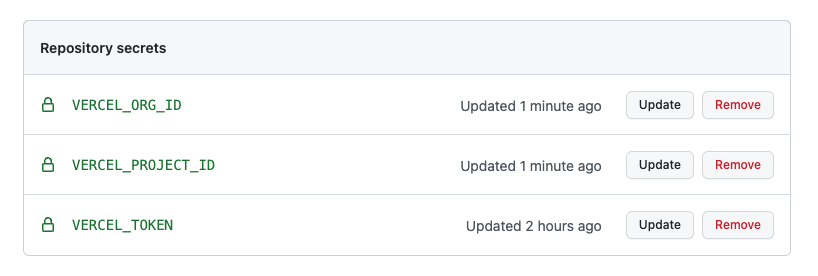 Repository secrets
VERCEL_ORG_ID Updated 1 minute ago Update Remove
VERCEL_PROJECT_ID Updated 1 minute ago Update Remove
VERCEL_TOKEN Updated 2 hours ago Update Remove